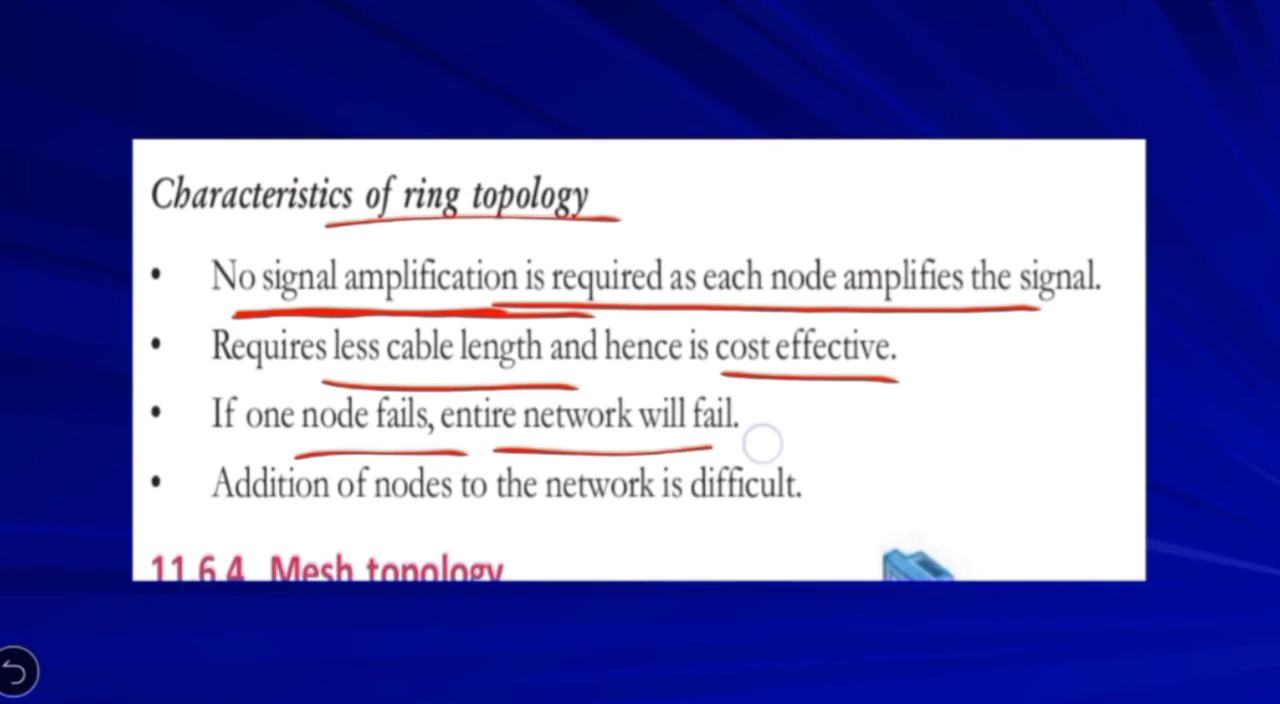 Characteristics of ring topology
• No signal amplification is required as each node amplifies the signal.
• Requires less cable length and hence is cost effective.
• If one node fails, entire network will fail.
• Addition of nodes to the network is difficult.
11.6.4 Mesh topology